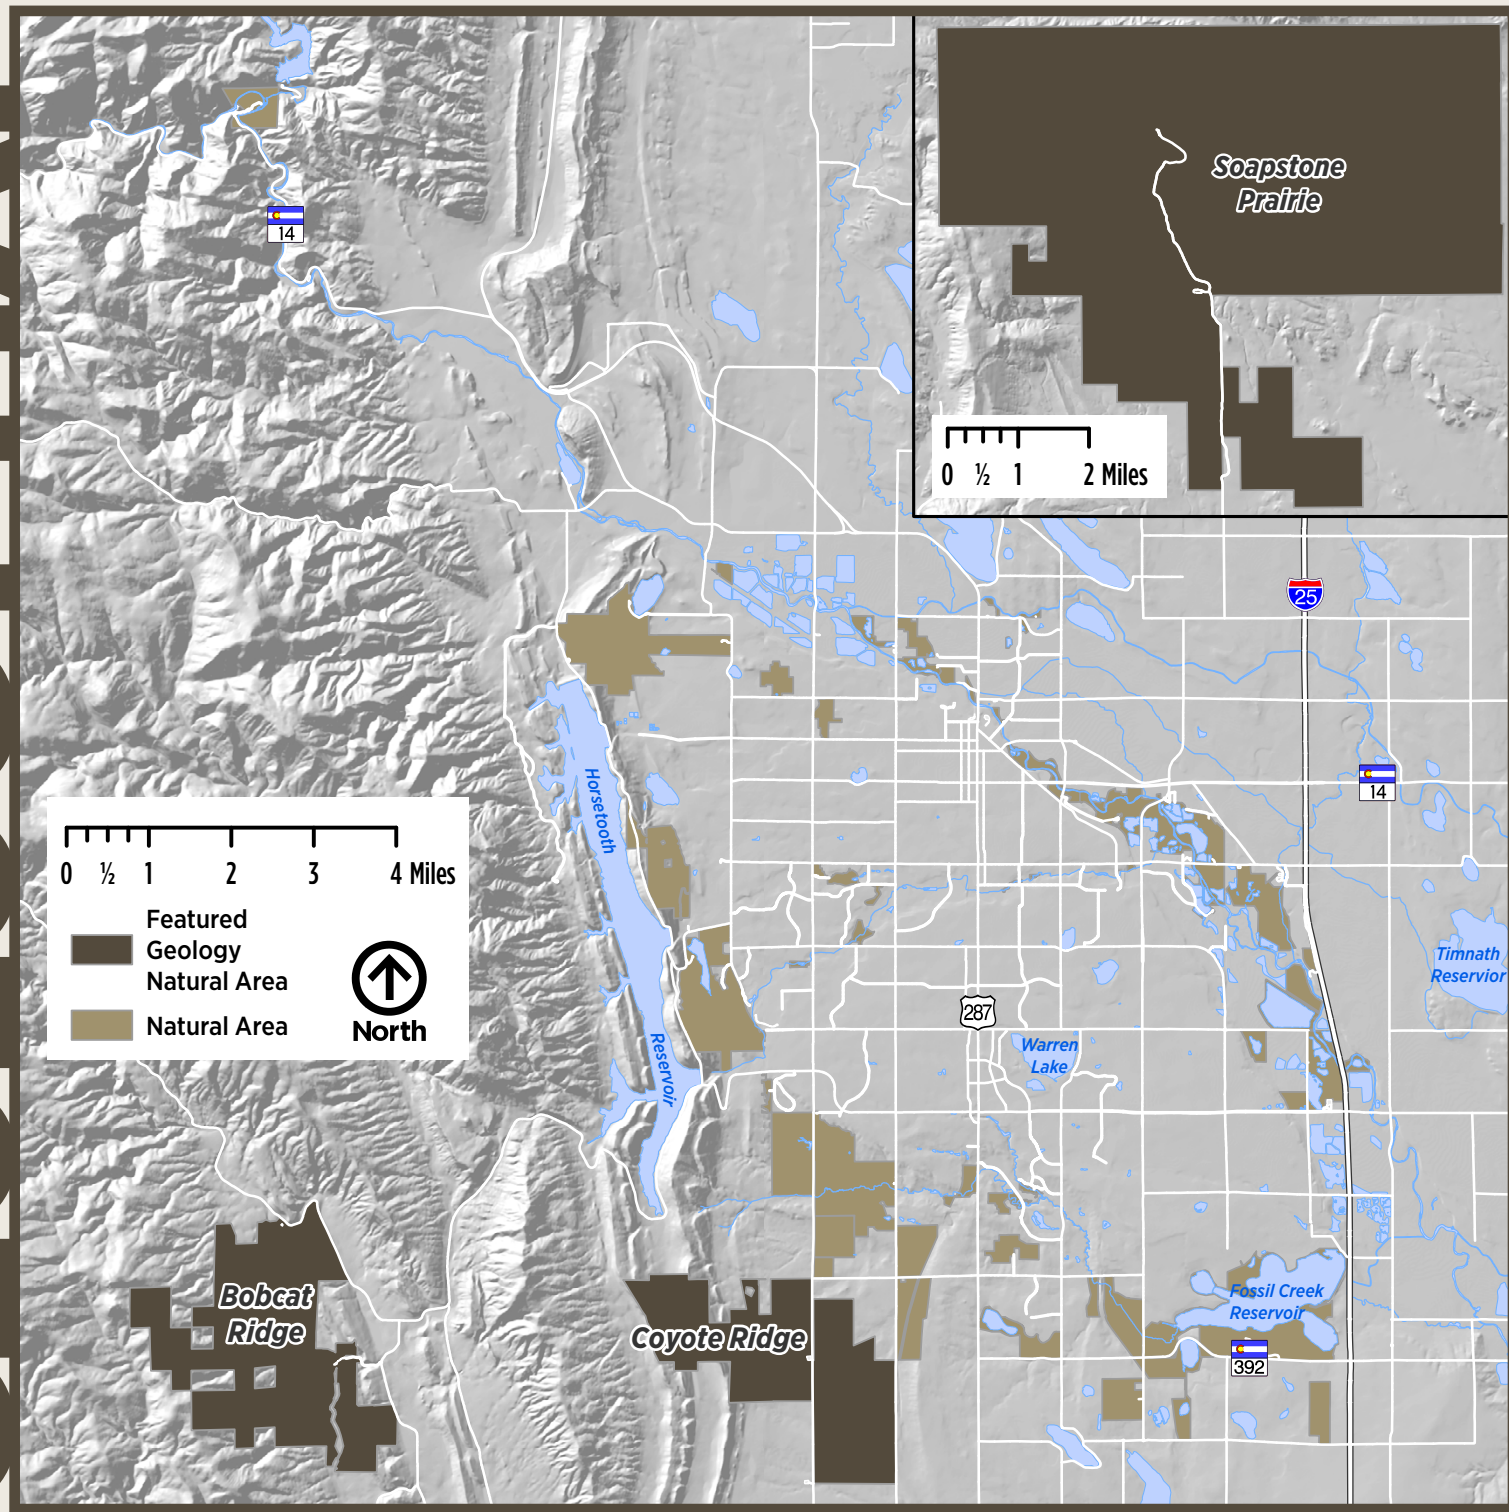 14
Soapstone
Prairie
0 ½ 1 2 Miles
25
14
Horsetooth
Reservoir
0 ½ 1 2 3 4 Miles
Featured
Geology
Natural Area
Natural Area
North
Timnath
Reservior
287
Warren
Lake
Bobcat
Ridge
Coyote Ridge
Fossil Creek
Reservoir
392